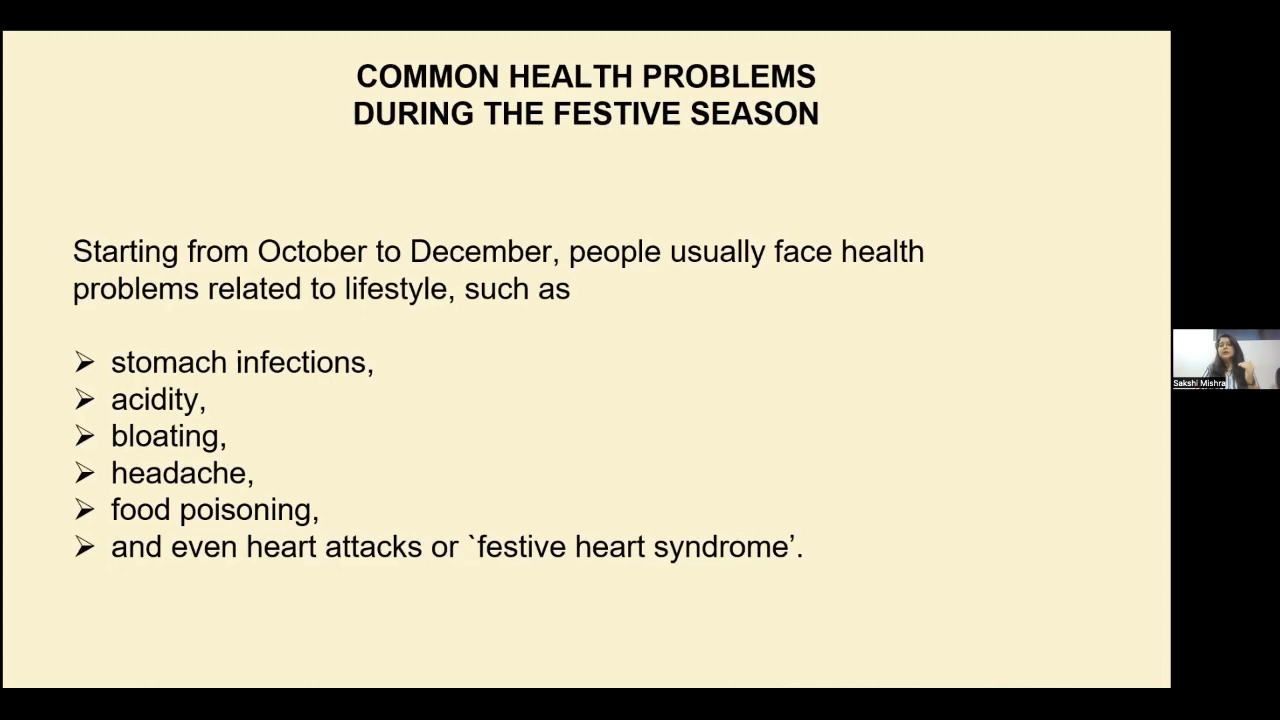 COMMON HEALTH PROBLEMS
DURING THE FESTIVE SEASON
Starting from October to December, people usually face health
problems related to lifestyle, such as
➢ stomach infections,
➢ acidity,
➢ bloating,
➢ headache,
➢ food poisoning,
➢ and even heart attacks or `festive heart syndrome’.
Sakshi Mishra